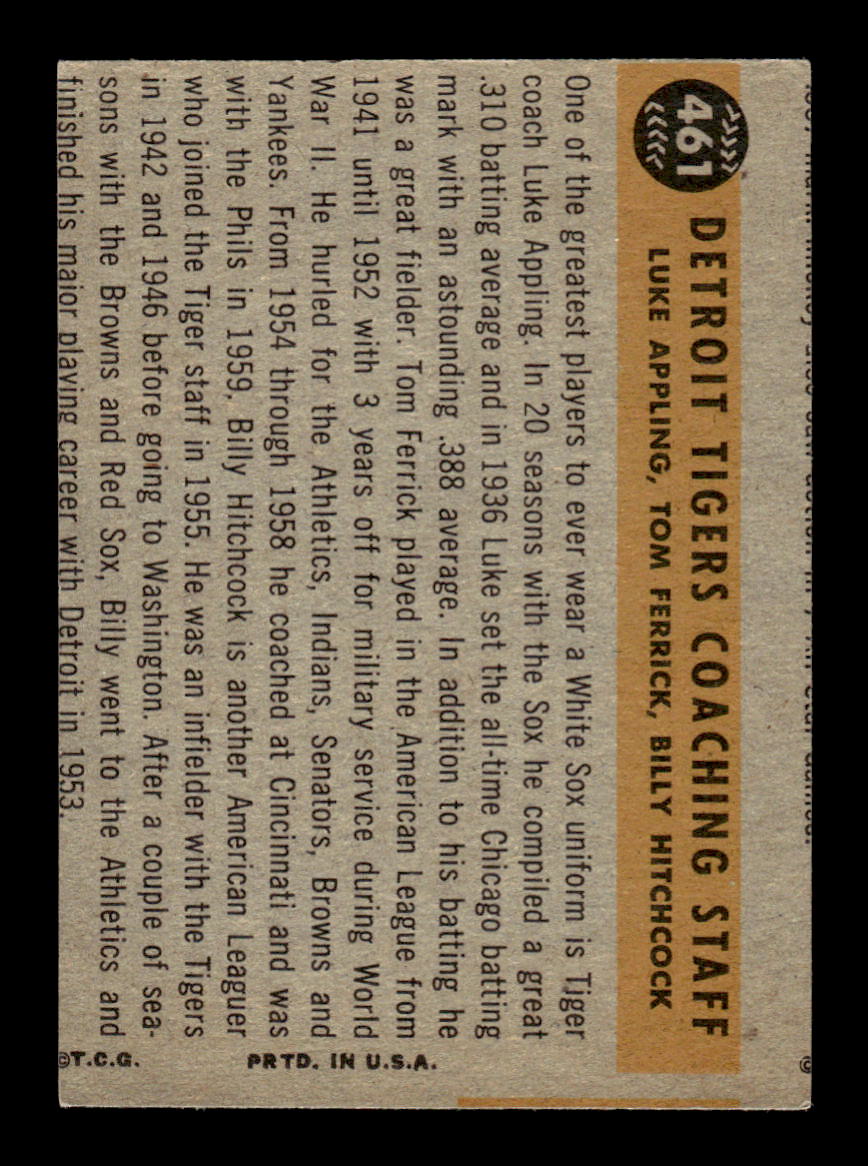 461
DETROIT TIGERS COACHING STAFF
LUKE APPLING, TOM FERRICK, BILLY HITCHCOCK
One of the greatest players to ever wear a White Sox uniform is Tiger
coach Luke Appling. In 20 seasons with the Sox he compiled a great
.310 batting average and in 1936 Luke set the all-time Chicago batting
mark with an astounding .388 average. In addition to his batting he
was a great fielder. Tom Ferrick played in the American League from
1941 until 1952 with 3 years off for military service during World
War II. He hurled for the Athletics, Indians, Senators, Browns and
Yankees. From 1954 through 1958 he coached at Cincinnati and was
with the Phils in 1959. Billy Hitchcock is another American Leaguer
who joined the Tiger staff in 1955. He was an infielder with the Tigers
in 1942 and 1946 before going to Washington. After a couple of sea-
sons with the Browns and Red Sox, Billy went to the Athletics and
finished his major playing career with Detroit in 1953.
©T.C.G. PRTD. IN U.S.A. ©